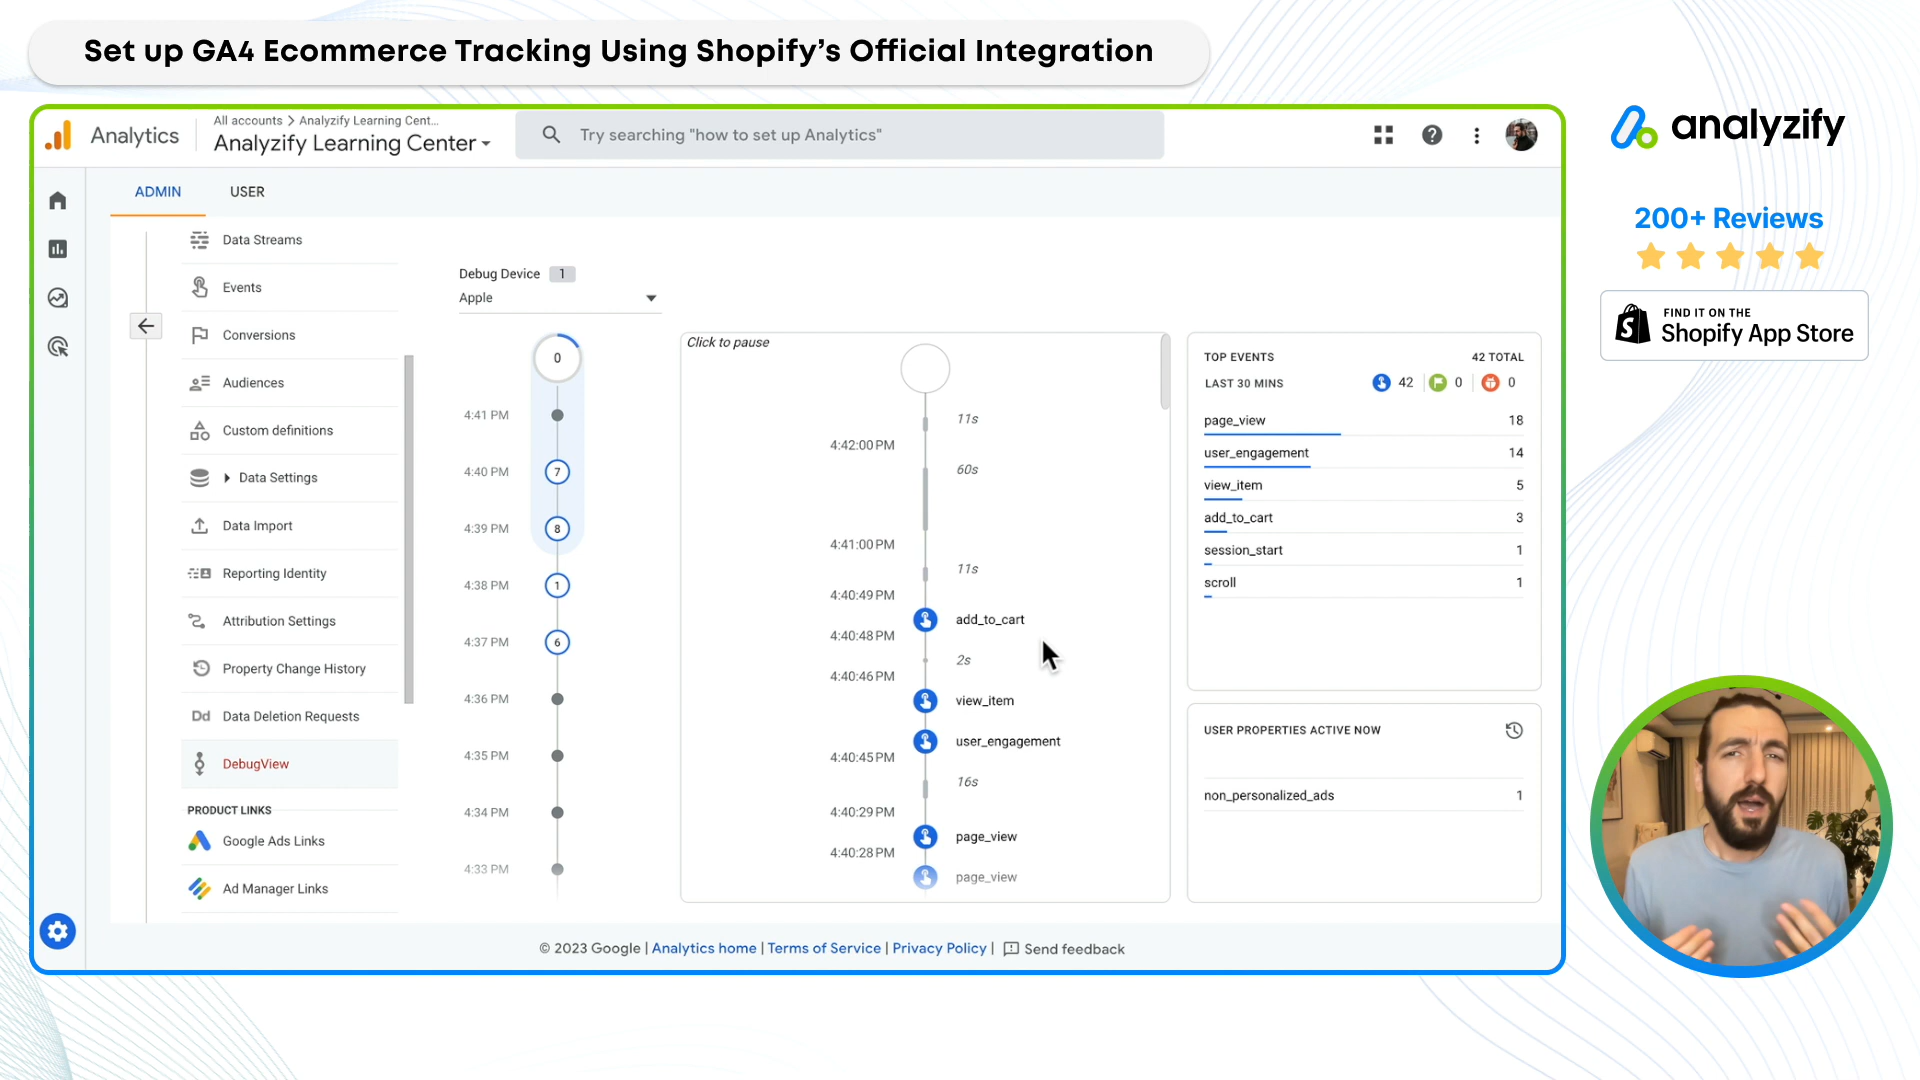 Set up GA4 Ecommerce Tracking Using Shopify's Official Integration
Analytics
All accounts > Analyzify Learning Cent...
Analyzify Learning Center
Try searching "how to set up Analytics"
analyzify
200+ Reviews
FIND IT ON THE
Shopify App Store
ADMIN
USER
Data Streams
Events
Conversions
Audiences
Custom definitions
Data Settings
Data Import
Reporting Identity
Attribution Settings
Property Change History
Dd Data Deletion Requests
DebugView
PRODUCT LINKS
Google Ads Links
Ad Manager Links
Debug Device 1
Apple
0
4:41 PM
4:40 PM 7
4:39 PM 8
4:38 PM 1
4:37 PM 6
4:36 PM
4:35 PM
4:34 PM
4:33 PM
Click to pause
11s
4:42:00 PM
60s
4:41:00 PM
11s
4:40:49 PM
add_to_cart
4:40:48 PM
2s
4:40:46 PM
view_item
user_engagement
4:40:45 PM
16s
4:40:29 PM
page_view
4:40:28 PM
page_view
TOP EVENTS 42 TOTAL
LAST 30 MINS 42 0 0
page_view 18
user_engagement 14
view_item 5
add_to_cart 3
session_start 1
scroll 1
USER PROPERTIES ACTIVE NOW
non_personalized_ads 1
© 2023 Google | Analytics home | Terms of Service | Privacy Policy | Send feedback